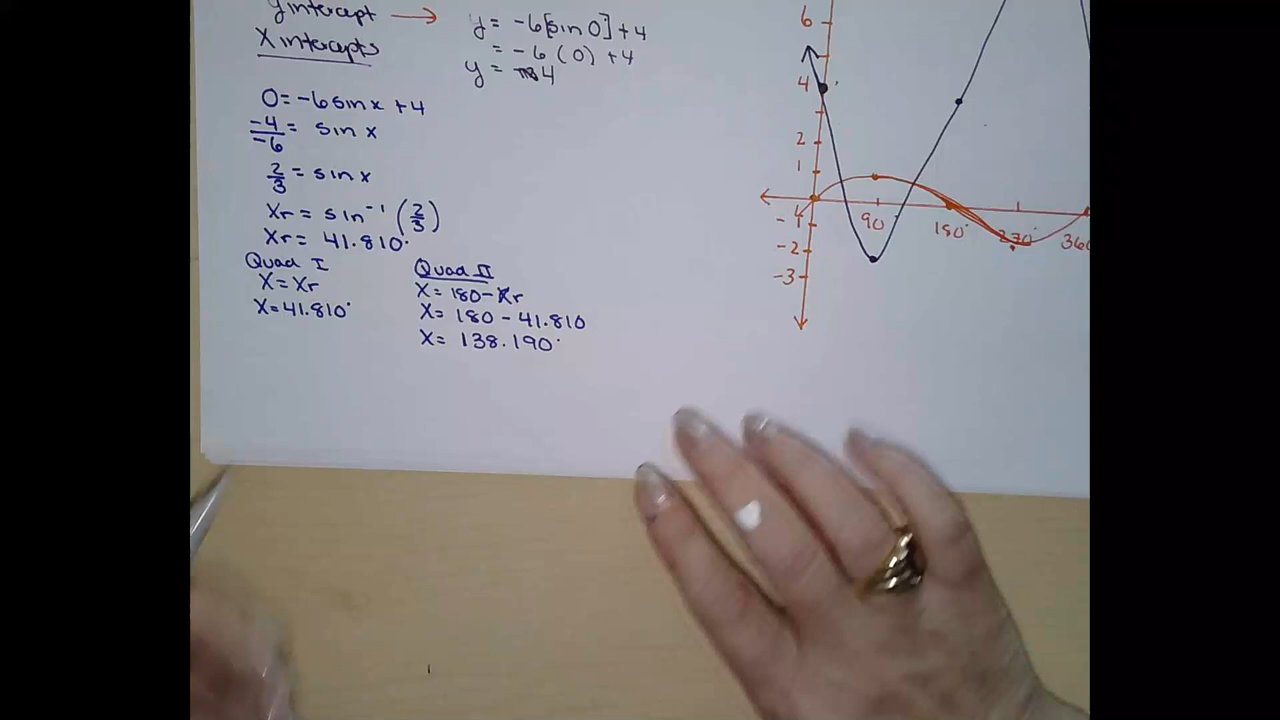 y intercept → y = -6[sin 0] + 4
= -6 (0) + 4
y = 4
X intercepts
0 = -6 sin x + 4
-4/-6 = sin x
2/3 = sin x
Xr = sin⁻¹ (2/3)
Xr = 41.810°
Quad I
X = Xr
X = 41.810°
Quad II
X = 180 - Xr
X = 180 - 41.810
X = 138.190°
6
4
2
1
-1
-2
-3
90°
180°
270°
360